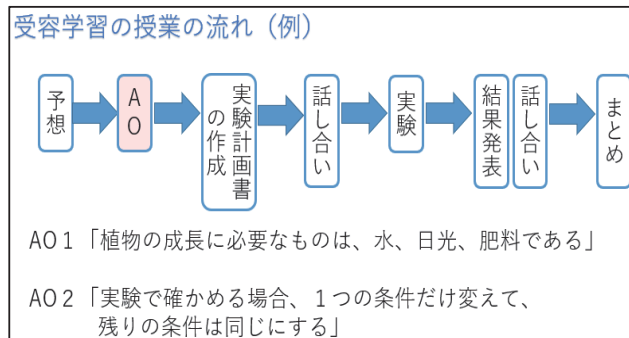 受容学習の授業の流れ（例）
予想
AO
実験計画書
の作成
話し合い
実験
結果発表
話し合い
まとめ
AO１「植物の成長に必要なものは、水、日光、肥料である」
AO２「実験で確かめる場合、１つの条件だけ変えて、
残りの条件は同じにする」